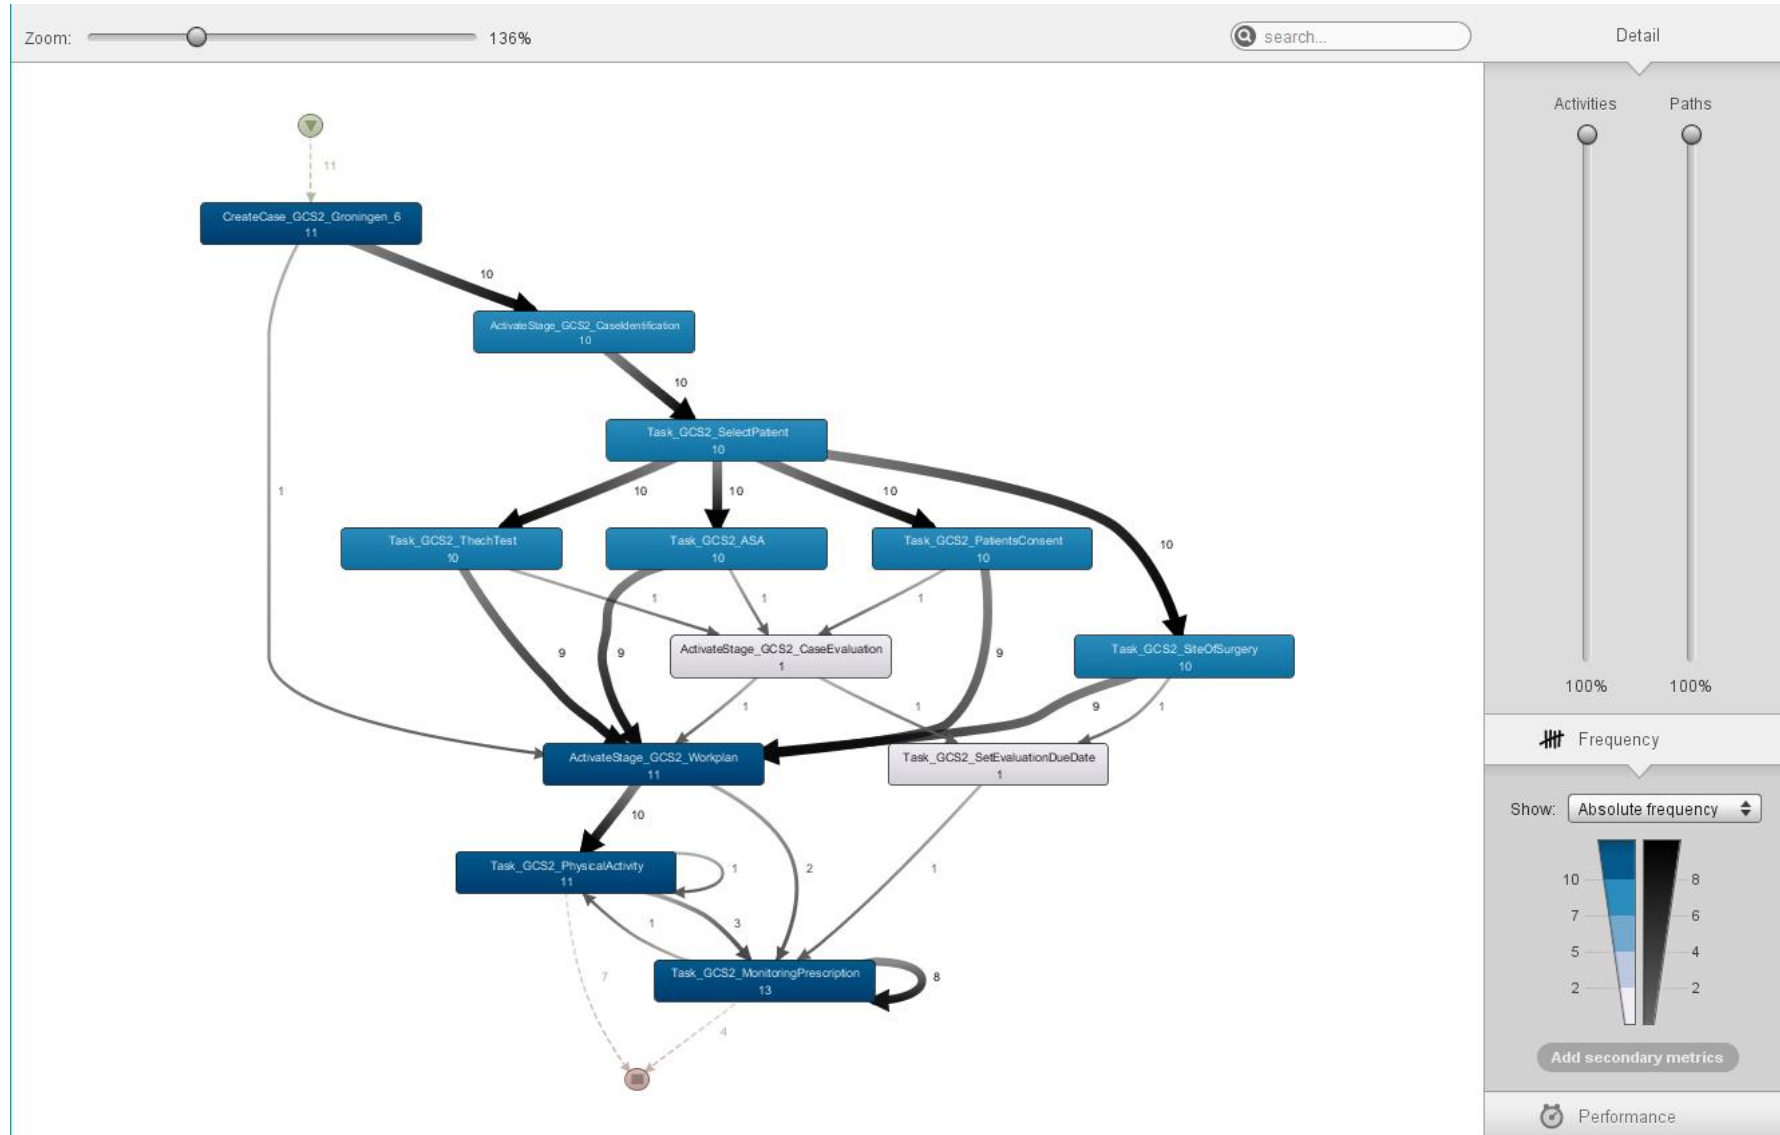 Zoom:
136%
search...
Detail
Activities Paths
11
CreateCase_GCS2_Groningen_6
11
10
ActivateStage_GCS2_CaseIdentification
10
10
Task_GCS2_SelectPatient
10
1
10
10
10
10
Task_GCS2_ThechTest
10
Task_GCS2_ASA
10
Task_GCS2_PatientsConsent
10
1
1
1
9
9
9
ActivateStage_GCS2_CaseEvaluation
1
Task_GCS2_SiteOfSurgery
10
1
1
9
1
ActivateStage_GCS2_Workplan
11
Task_GCS2_SetEvaluationDueDate
1
10
Task_GCS2_PhysicalActivity
11
1
2
1
1
3
Task_GCS2_MonitoringPrescription
13
8
7
4
100% 100%
Frequency
Show: Absolute frequency
10 8
7 6
5 4
2 2
Add secondary metrics
Performance